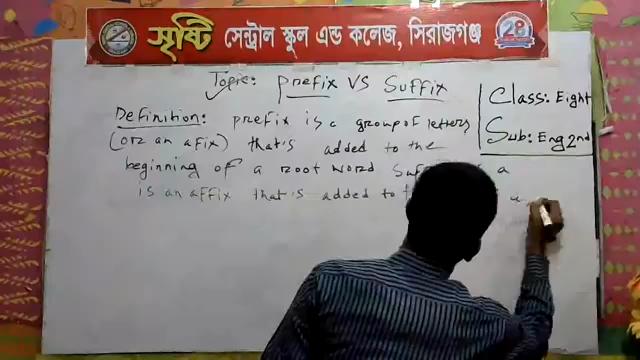 সৃষ্টি সেন্ট্রাল স্কুল এন্ড কলেজ, সিরাজগঞ্জ
28
Topic: Prefix VS Suffix
Class: Eight
Sub: Eng 2nd
Definition: prefix is a group of letters
(or an afix) that's added to the
beginning of a root word a
is an affix that's added to